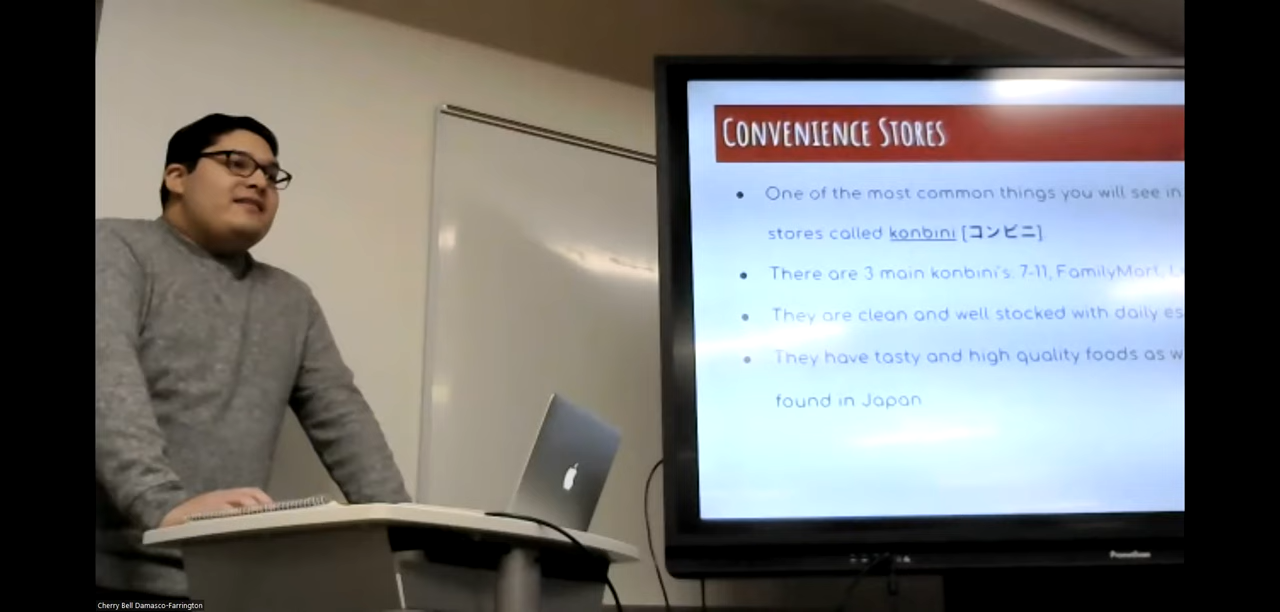 CONVENIENCE STORES
One of the most common things you will see in
stores called konbini [コンビニ]
There are 3 main konbini's: 7-11, FamilyMart,
They are clean and well stocked with daily
They have tasty and high quality foods as
found in Japan
Promethean
Cherry Bell Damasco-Farrington